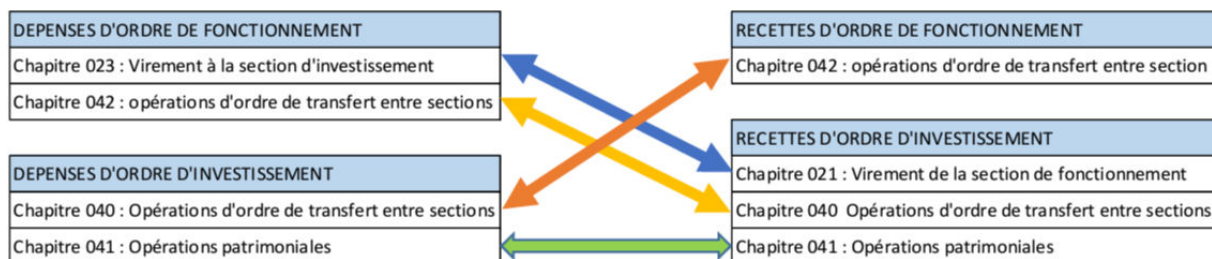 DEPENSES D'ORDRE DE FONCTIONNEMENT
Chapitre 023 : Virement à la section d'investissement
Chapitre 042 : opérations d'ordre de transfert entre sections
DEPENSES D'ORDRE D'INVESTISSEMENT
Chapitre 040 : Opérations d'ordre de transfert entre sections
Chapitre 041 : Opérations patrimoniales
RECETTES D'ORDRE DE FONCTIONNEMENT
Chapitre 042 : opérations d'ordre de transfert entre section
RECETTES D'ORDRE D'INVESTISSEMENT
Chapitre 021 : Virement de la section de fonctionnement
Chapitre 040 Opérations d'ordre de transfert entre sections
Chapitre 041 : Opérations patrimoniales